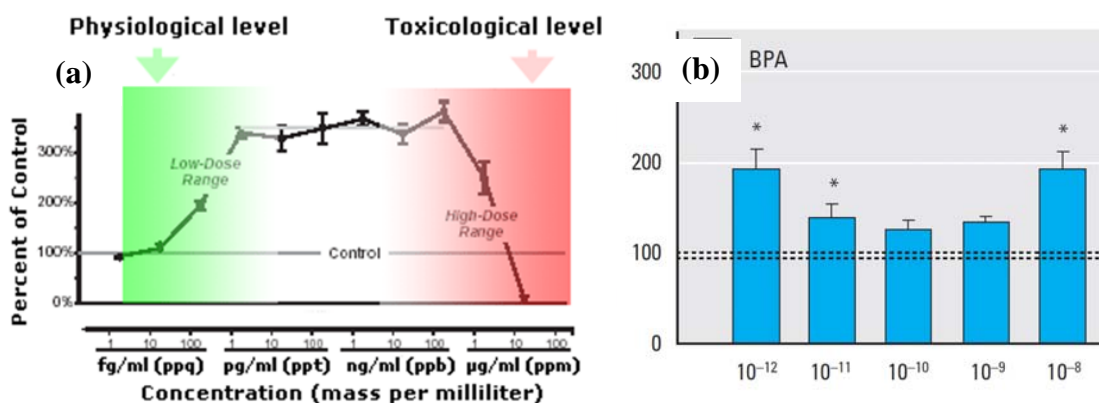 Physiological level
Toxicological level
(a)
Percent of Control
300%
200%
100%
0%
Low-Dose
Range
High-Dose
Range
Control
1 10 100 1 10 100 1 10 100 1 10 100
fg/ml (ppq) pg/ml (ppt) ng/ml (ppb) µg/ml (ppm)
Concentration (mass per milliliter)
(b)
BPA
300
200
100
0
* * *
10⁻¹² 10⁻¹¹ 10⁻¹⁰ 10⁻⁹ 10⁻⁸